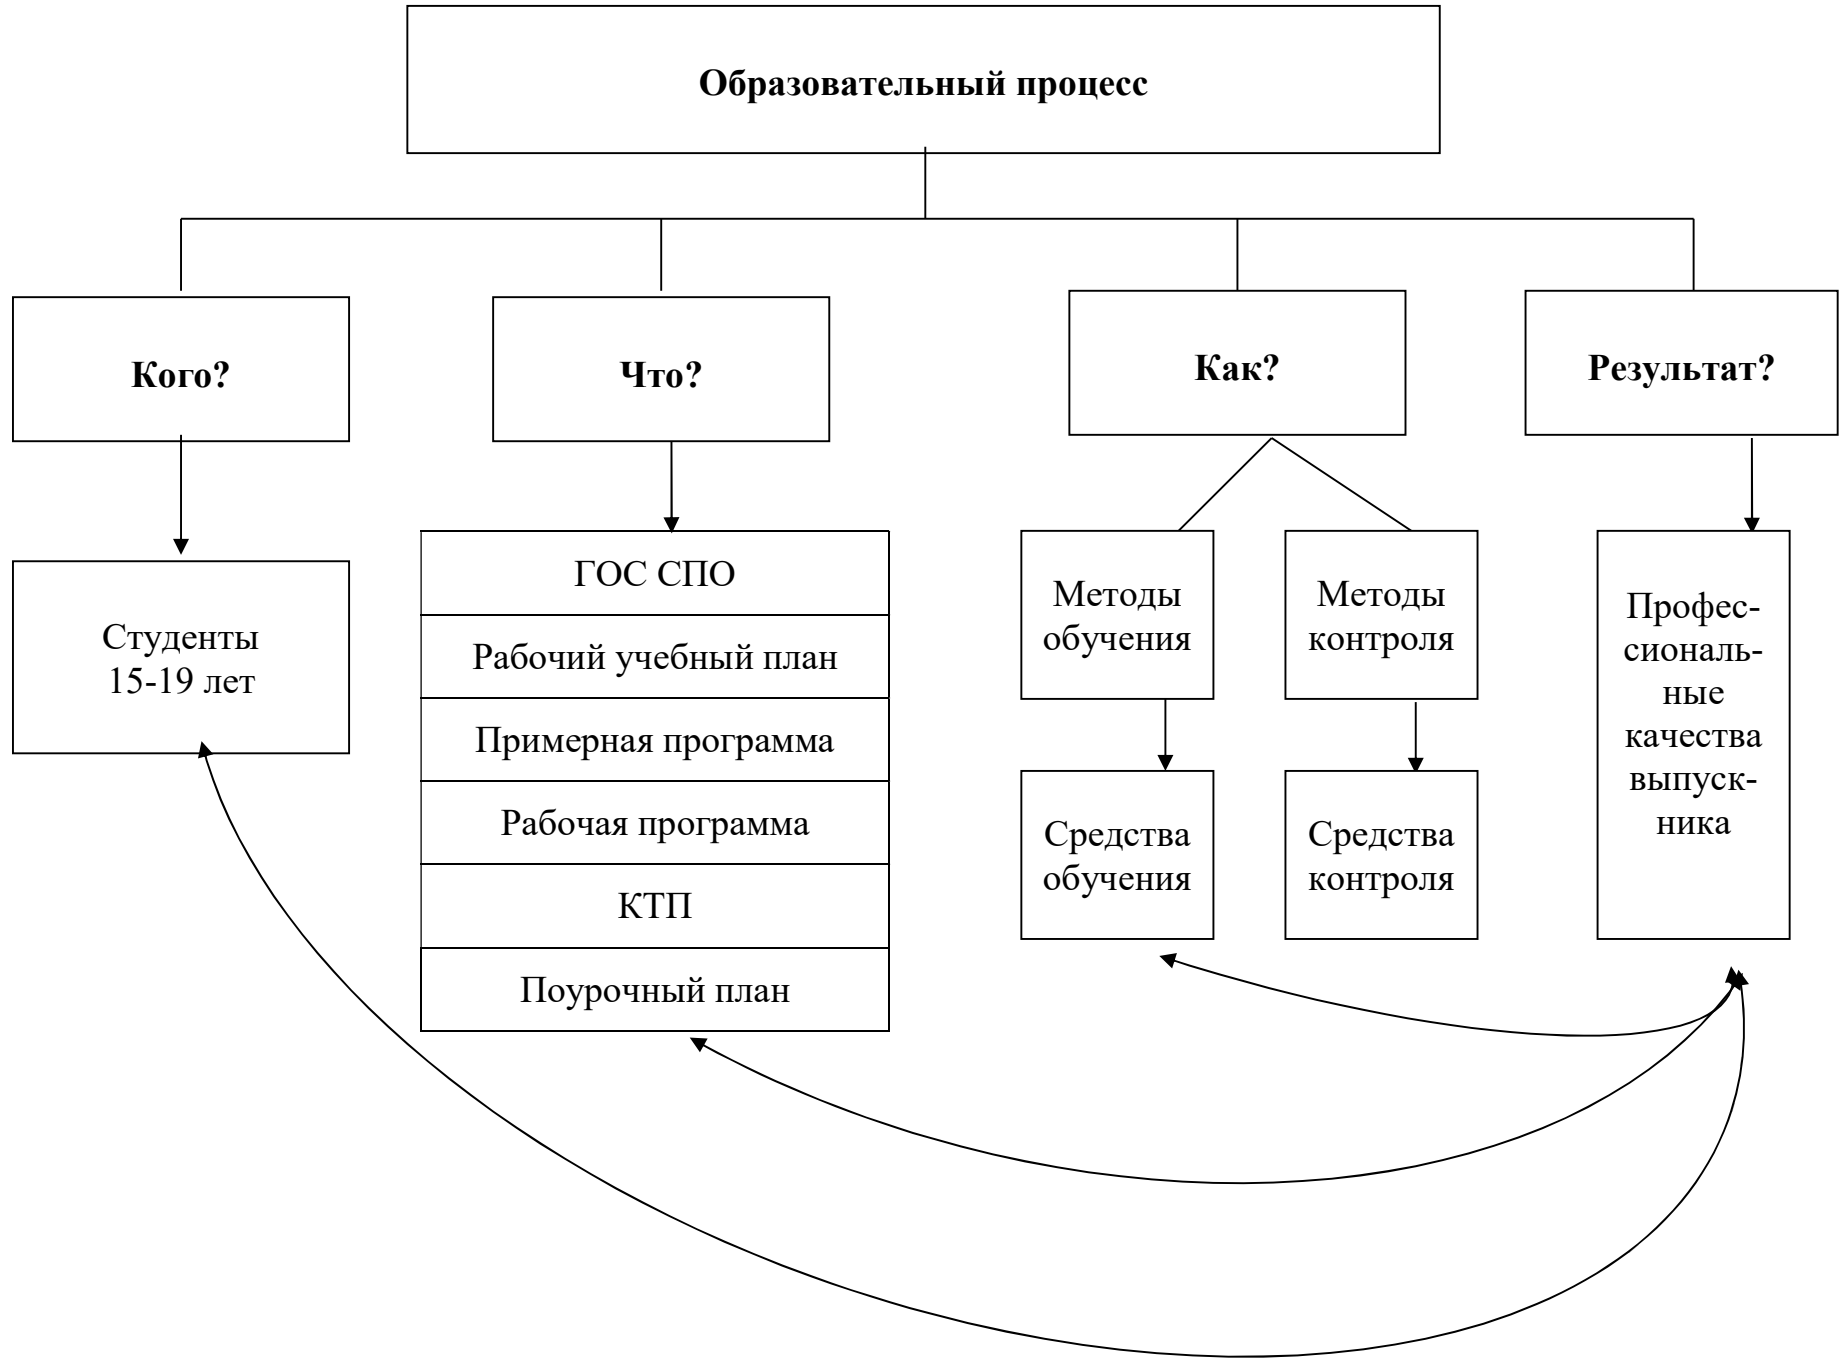 Образовательный процесс
Кого?
Что?
Как?
Результат?
Студенты
15-19 лет
ГОС СПО
Рабочий учебный план
Примерная программа
Рабочая программа
КТП
Поурочный план
Методы
обучения
Методы
контроля
Средства
обучения
Средства
контроля
Профес-
сиональ-
ные
качества
выпуск-
ника